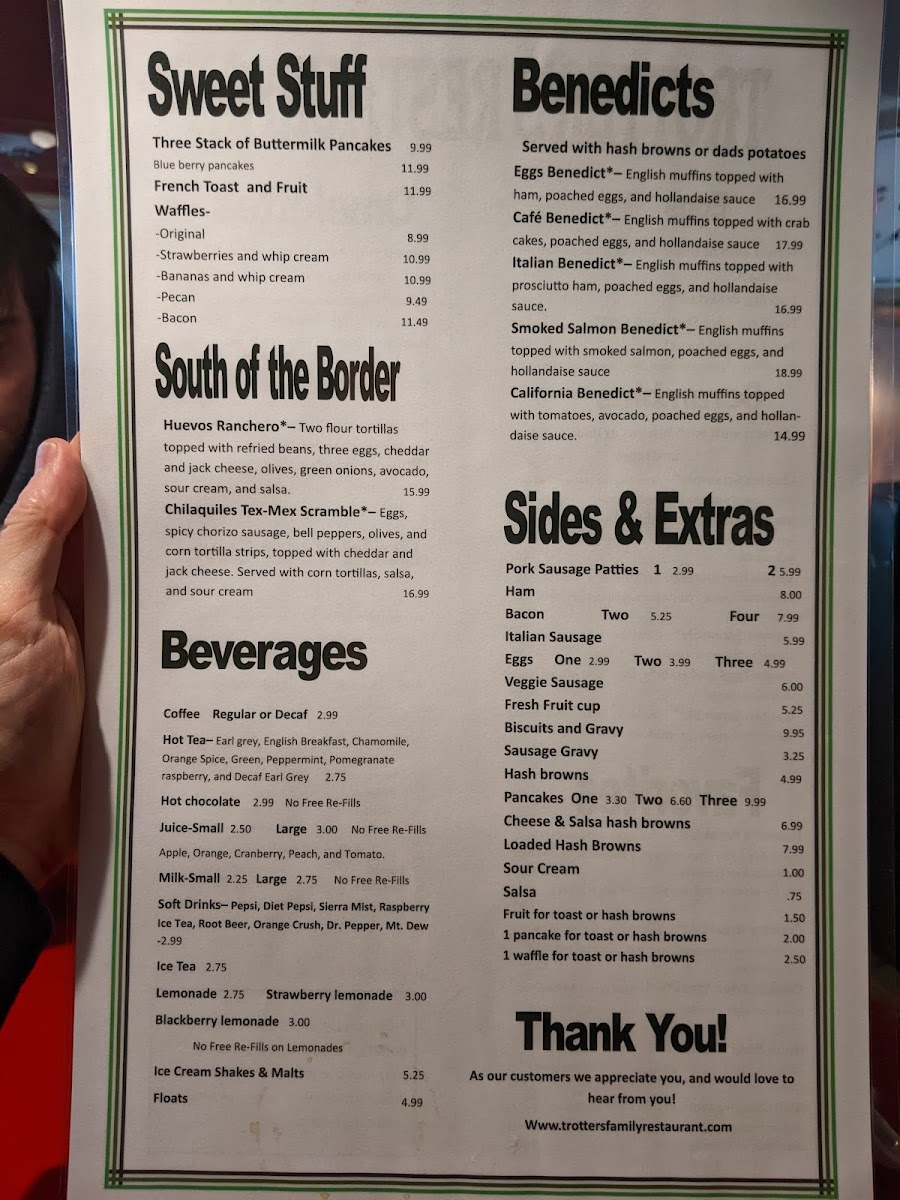 Sweet Stuff
Three Stack of Buttermilk Pancakes 9.99
Blue berry pancakes 11.99
French Toast and Fruit 11.99
Waffles-
-Original 8.99
-Strawberries and whip cream 10.99
-Bananas and whip cream 10.99
-Pecan 9.49
-Bacon 11.49
South of the Border
Huevos Ranchero*– Two flour tortillas
topped with refried beans, three eggs, cheddar
and jack cheese, olives, green onions, avocado,
sour cream, and salsa. 15.99
Chilaquiles Tex-Mex Scramble*– Eggs,
spicy chorizo sausage, bell peppers, olives, and
corn tortilla strips, topped with cheddar and
jack cheese. Served with corn tortillas, salsa,
and sour cream 16.99
Beverages
Coffee Regular or Decaf 2.99
Hot Tea– Earl grey, English Breakfast, Chamomile,
Orange Spice, Green, Peppermint, Pomegranate
raspberry, and Decaf Earl Grey 2.75
Hot chocolate 2.99 No Free Re-Fills
Juice-Small 2.50 Large 3.00 No Free Re-Fills
Apple, Orange, Cranberry, Peach, and Tomato.
Milk-Small 2.25 Large 2.75 No Free Re-Fills
Soft Drinks– Pepsi, Diet Pepsi, Sierra Mist, Raspberry
Ice Tea, Root Beer, Orange Crush, Dr. Pepper, Mt. Dew
-2.99
Ice Tea 2.75
Lemonade 2.75 Strawberry lemonade 3.00
Blackberry lemonade 3.00
No Free Re-Fills on Lemonades
Ice Cream Shakes & Malts 5.25
Floats 4.99
Benedicts
Served with hash browns or dads potatoes
Eggs Benedict*– English muffins topped with
ham, poached eggs, and hollandaise sauce 16.99
Café Benedict*– English muffins topped with crab
cakes, poached eggs, and hollandaise sauce 17.99
Italian Benedict*– English muffins topped with
prosciutto ham, poached eggs, and hollandaise
sauce. 16.99
Smoked Salmon Benedict*– English muffins
topped with smoked salmon, poached eggs, and
hollandaise sauce 18.99
California Benedict*– English muffins topped
with tomatoes, avocado, poached eggs, and hollan-
daise sauce. 14.99
Sides & Extras
Pork Sausage Patties 1 2.99 2 5.99
Ham 8.00
Bacon Two 5.25 Four 7.99
Italian Sausage 5.99
Eggs One 2.99 Two 3.99 Three 4.99
Veggie Sausage 6.00
Fresh Fruit cup 5.25
Biscuits and Gravy 9.95
Sausage Gravy 3.25
Hash browns 4.99
Pancakes One 3.30 Two 6.60 Three 9.99
Cheese & Salsa hash browns 6.99
Loaded Hash Browns 7.99
Sour Cream 1.00
Salsa .75
Fruit for toast or hash browns 1.50
1 pancake for toast or hash browns 2.00
1 waffle for toast or hash browns 2.50
Thank You!
As our customers we appreciate you, and would love to
hear from you!
Www.trottersfamilyrestaurant.com